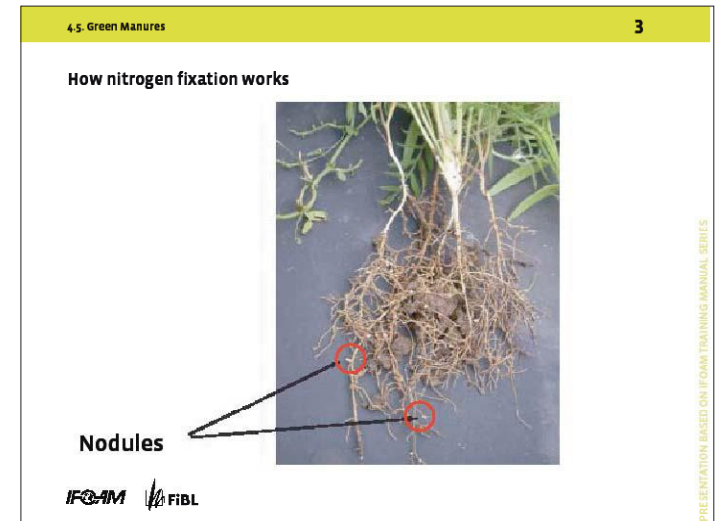 4.5. Green Manures
3
How nitrogen fixation works
Nodules
IFOAM
FiBL
PRESENTATION BASED ON IFOAM TRAINING MANUAL SERIES